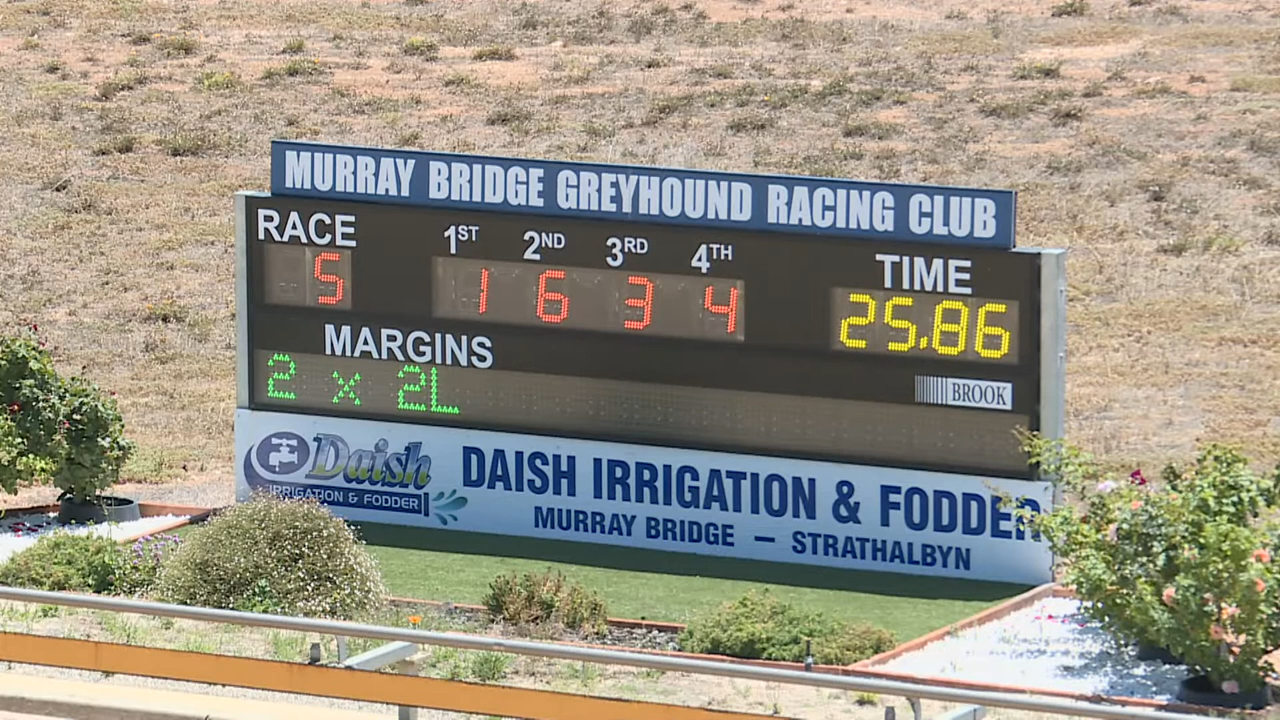 MURRAY BRIDGE GREYHOUND RACING CLUB
RACE 1ST 2ND 3RD 4TH TIME
5 1 6 3 4 25.86
MARGINS
2 x 2L
BROOK
Daish
IRRIGATION & FODDER
DAISH IRRIGATION & FODDER
MURRAY BRIDGE – STRATHALBYN